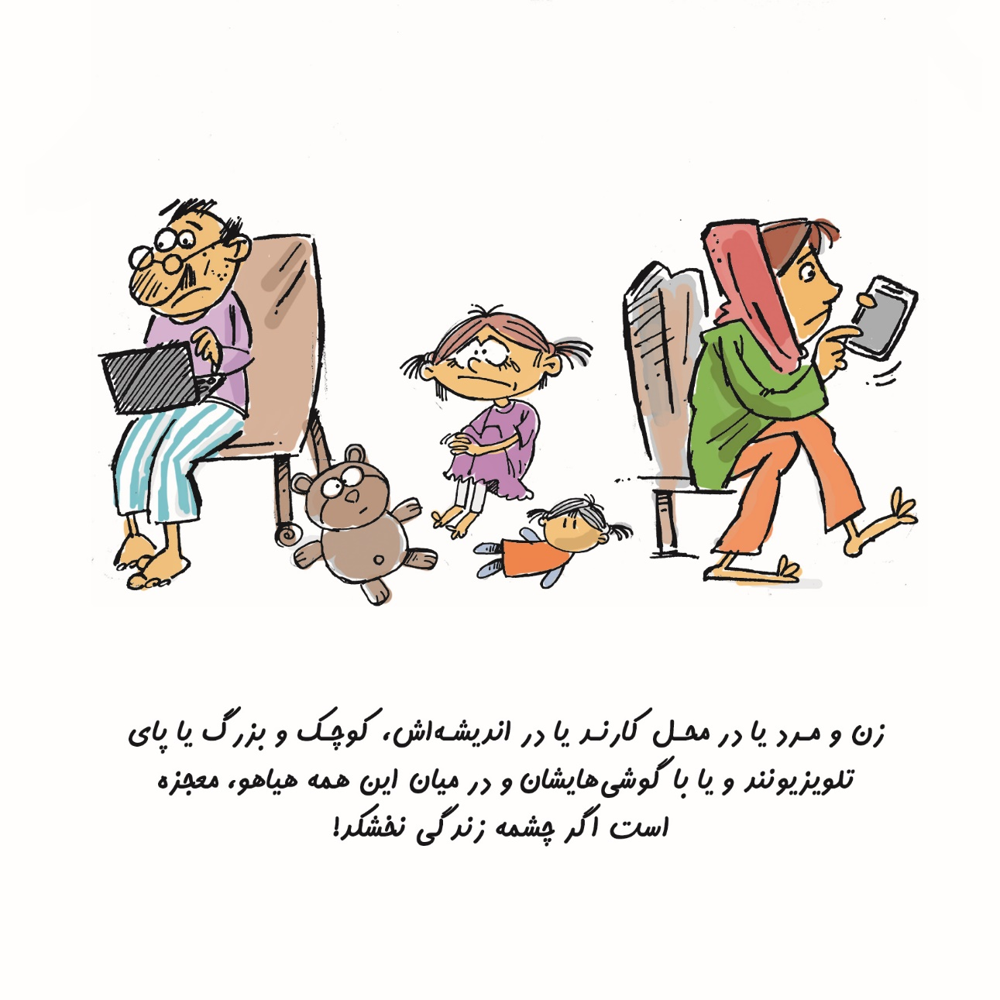 زن و مرد یا در محل کارند یا در اندیشه‌اش، کوچک و بزرگ یا پای
تلویزیونند و یا با گوشی‌هایشان و در میان این همه هیاهو، معجزه
است اگر چشمه زندگی نخشکد!